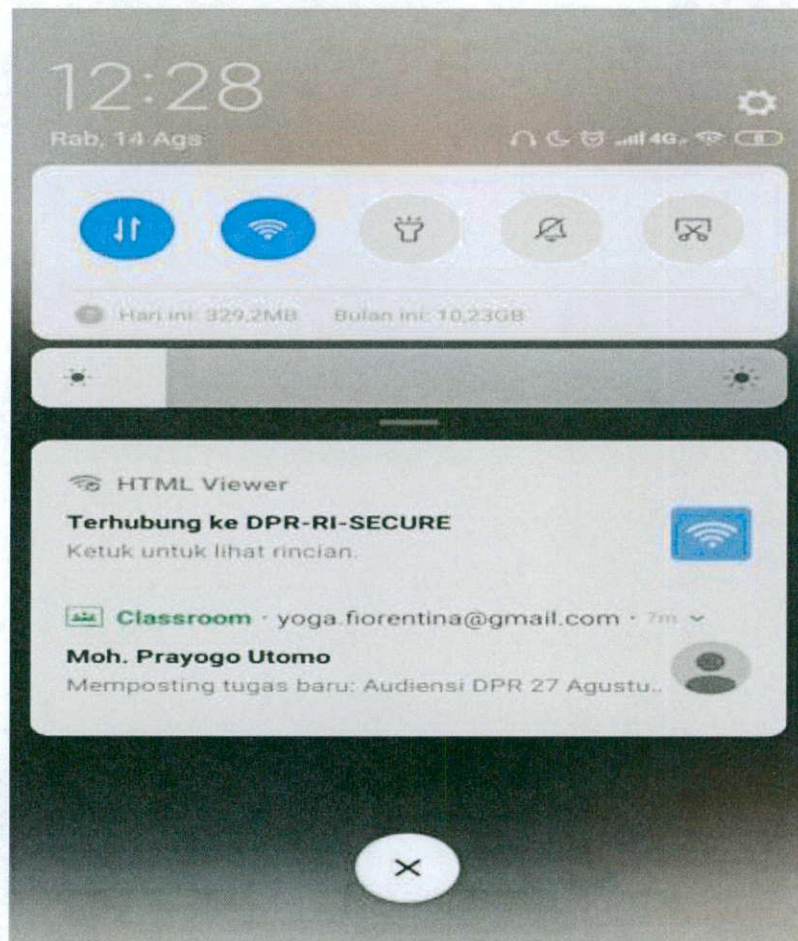 12:28
Rab, 14 Ags
4G
Hari ini: 329,2MB Bulan ini: 10,23GB
HTML Viewer
Terhubung ke DPR-RI-SECURE
Ketuk untuk lihat rincian.
Classroom · yoga.fiorentina@gmail.com · 7m
Moh. Prayogo Utomo
Memposting tugas baru: Audiensi DPR 27 Agustu..